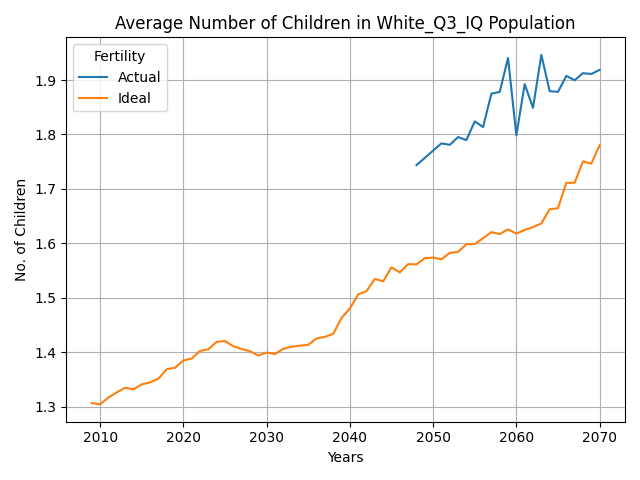 Average Number of Children in White_Q3_IQ Population
Fertility
Actual
Ideal
No. of Children
1.9
1.8
1.7
1.6
1.5
1.4
1.3
2010 2020 2030 2040 2050 2060 2070
Years